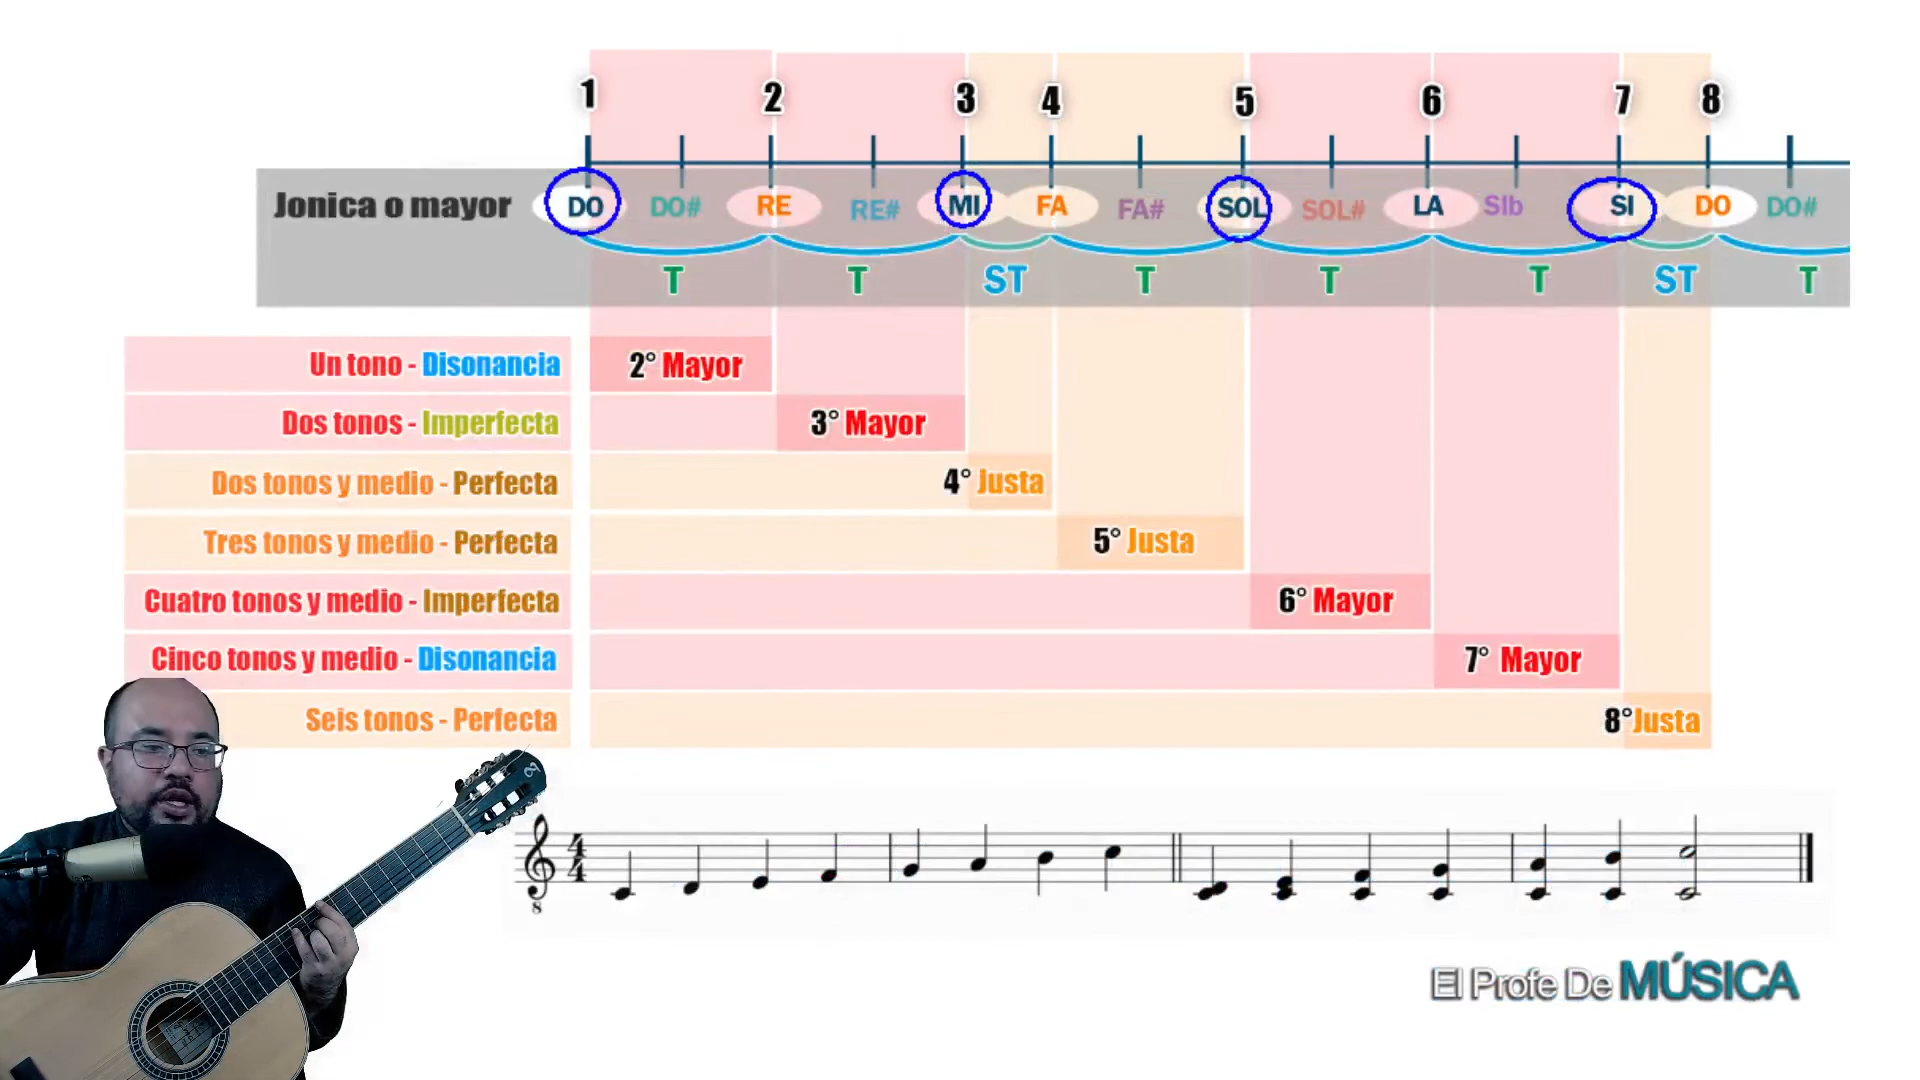 1 2 3 4 5 6 7 8
Jonica o mayor DO DO# RE RE# MI FA FA# SOL SOL# LA SIb SI DO DO#
T T ST T T T ST T
Un tono - Disonancia 2° Mayor
Dos tonos - Imperfecta 3° Mayor
Dos tonos y medio - Perfecta 4° Justa
Tres tonos y medio - Perfecta 5° Justa
Cuatro tonos y medio - Imperfecta 6° Mayor
Cinco tonos y medio - Disonancia 7° Mayor
Seis tonos - Perfecta 8° Justa
4
4
8
El Profe De MÚSICA